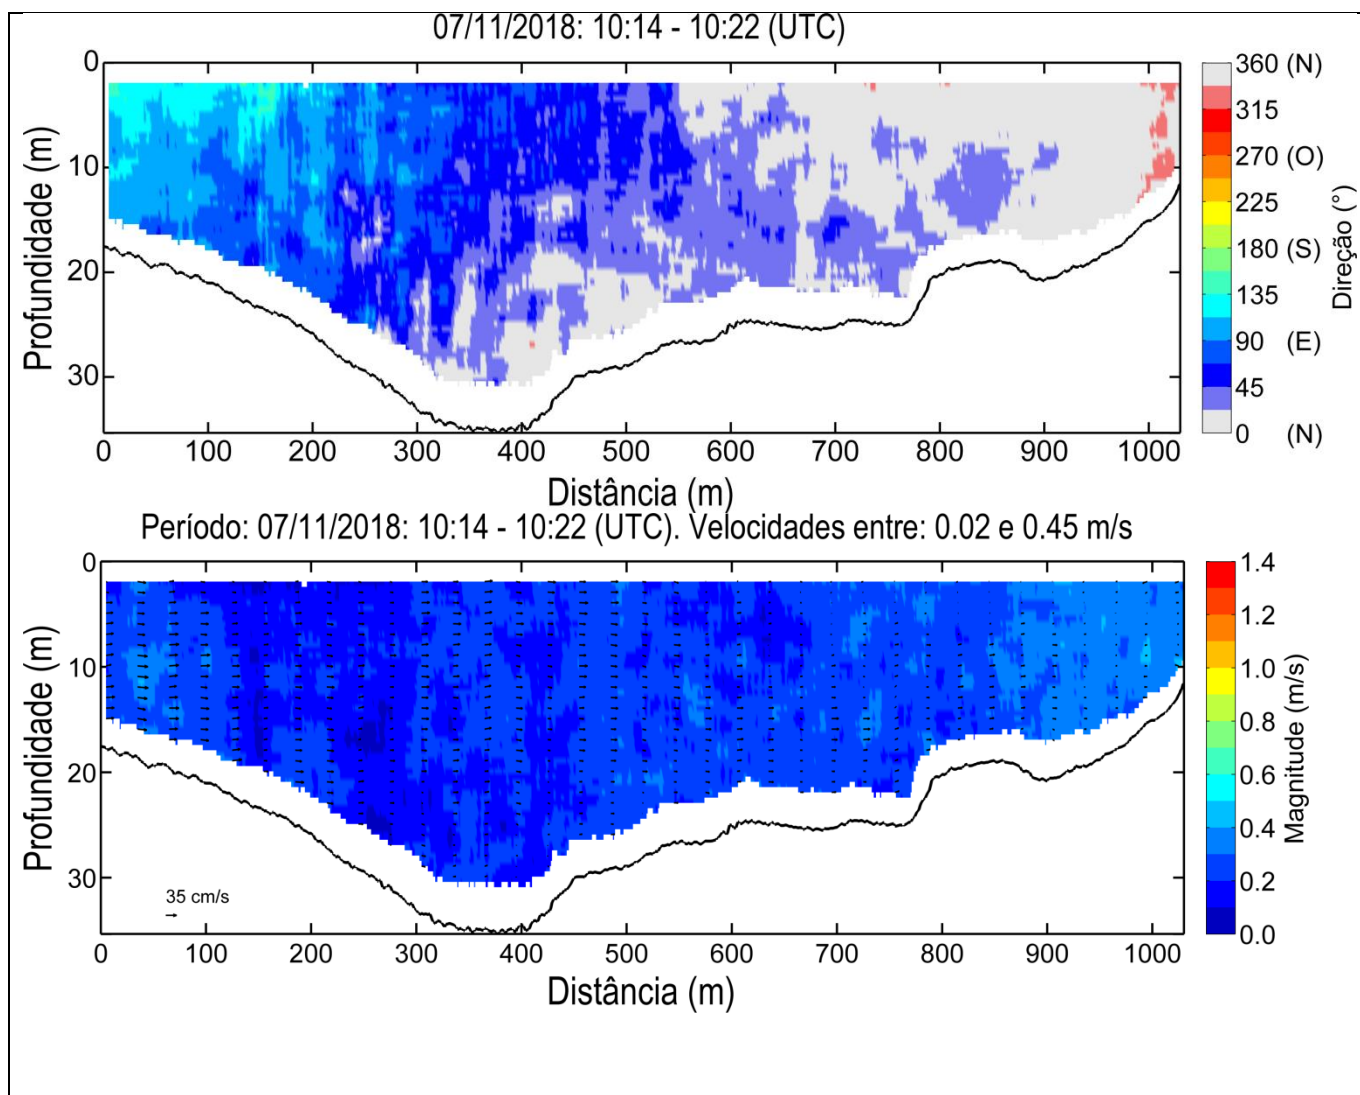 07/11/2018: 10:14 - 10:22 (UTC)
0
10
20
30
Profundidade (m)
0 100 200 300 400 500 600 700 800 900 1000
Distância (m)
360 (N)
315
270 (O)
225
180 (S)
135
90 (E)
45
0 (N)
Direção (°)
Período: 07/11/2018: 10:14 - 10:22 (UTC). Velocidades entre: 0.02 e 0.45 m/s
0
10
20
30
Profundidade (m)
35 cm/s
0 100 200 300 400 500 600 700 800 900 1000
Distância (m)
1.4
1.2
1.0
0.8
0.6
0.4
0.2
0.0
Magnitude (m/s)